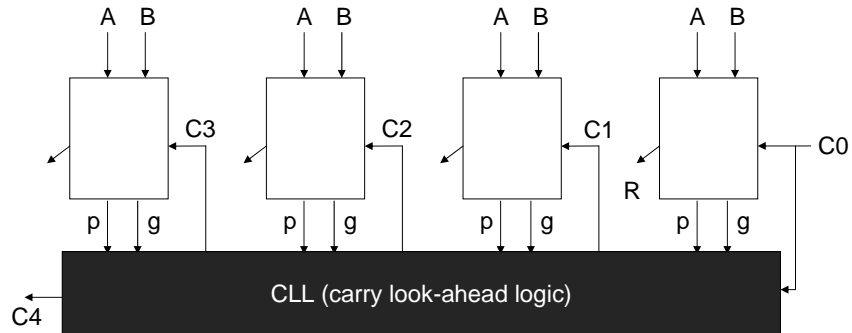 A B A B A B A B
C3 C2 C1 C0
R
p g p g p g p g
CLL (carry look-ahead logic)
C4